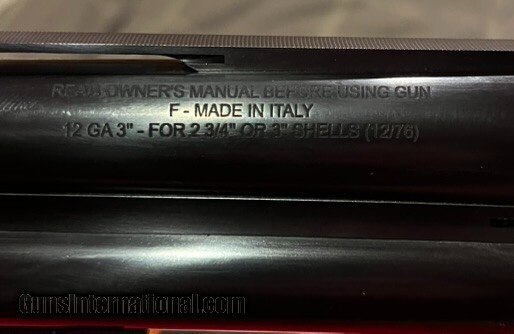 READ OWNER'S MANUAL BEFORE USING GUN
F - MADE IN ITALY
12 GA 3" - FOR 2 3/4" OR 3" SHELLS (12/76)
GunsInternational.com